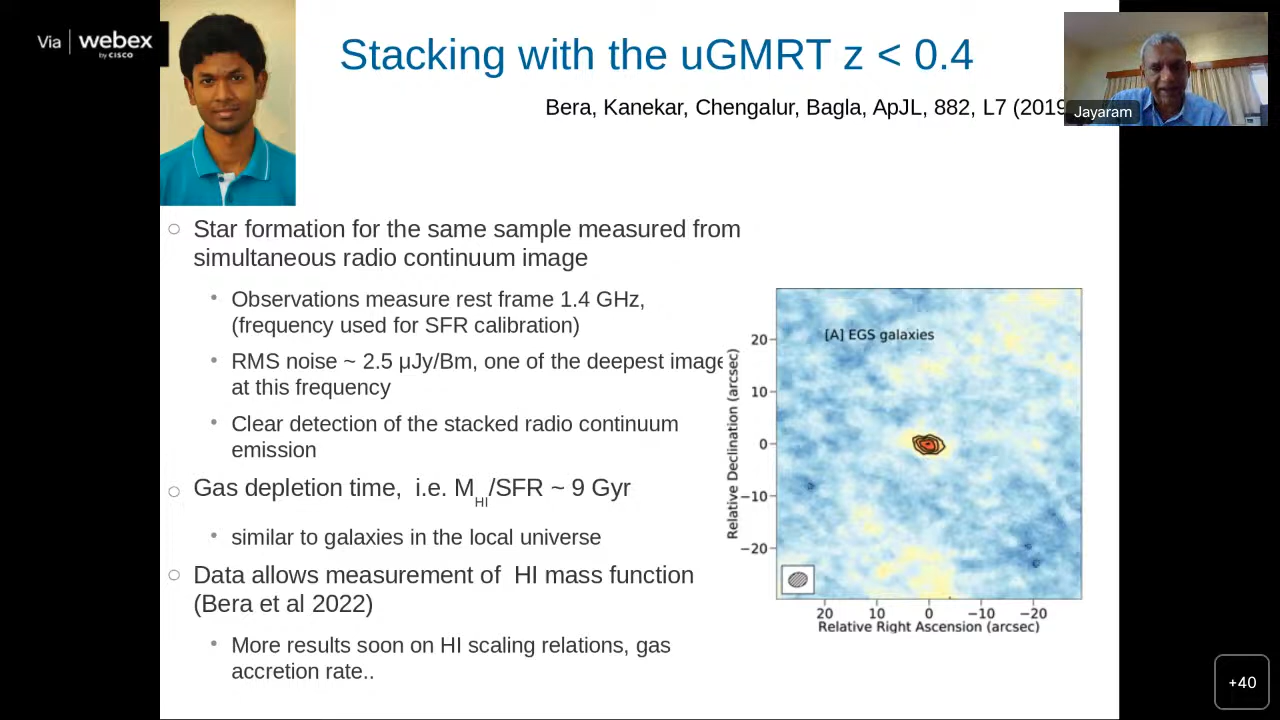 Via webex
by CISCO
Stacking with the uGMRT z < 0.4
Bera, Kanekar, Chengalur, Bagla, ApJL, 882, L7 (2019
Jayaram
○ Star formation for the same sample measured from
simultaneous radio continuum image
• Observations measure rest frame 1.4 GHz,
(frequency used for SFR calibration)
• RMS noise ~ 2.5 μJy/Bm, one of the deepest image
at this frequency
• Clear detection of the stacked radio continuum
emission
○ Gas depletion time, i.e. M_HI/SFR ~ 9 Gyr
• similar to galaxies in the local universe
○ Data allows measurement of HI mass function
(Bera et al 2022)
• More results soon on HI scaling relations, gas
accretion rate..
[A] EGS galaxies
Relative Declination (arcsec)
20
10
0
−10
−20
20 10 0 −10 −20
Relative Right Ascension (arcsec)
+40